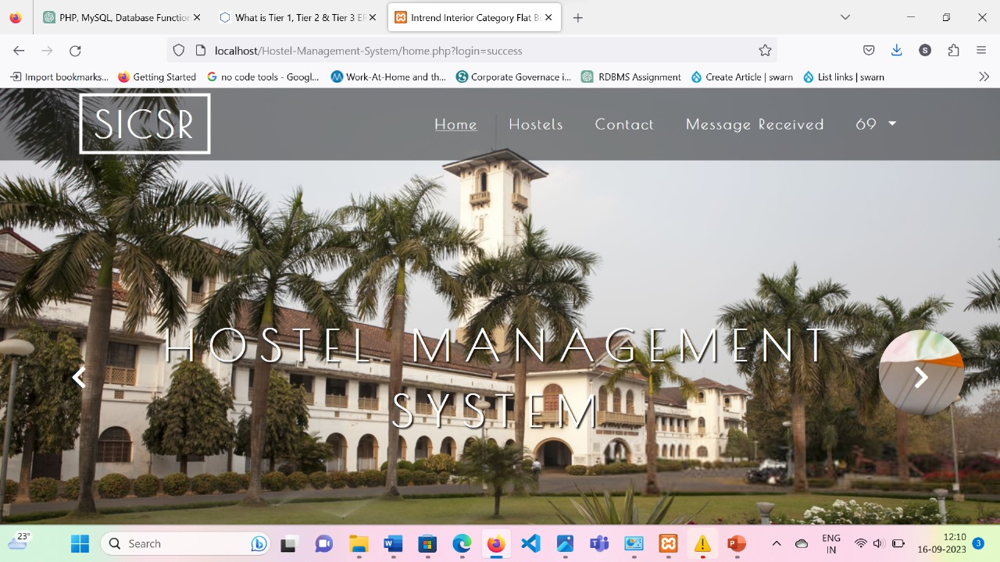 PHP, MySQL, Database Function
What is Tier 1, Tier 2 & Tier 3 ER
Intrend Interior Category Flat Bo
localhost/Hostel-Management-System/home.php?login=success
S
Import bookmarks...
Getting Started
no code tools - Googl...
Work-At-Home and th...
Corporate Governace i...
RDBMS Assignment
Create Article | swarn
List links | swarn
SICSR
Home
Hostels
Contact
Message Received
69
HOSTEL MANAGEMENT
SYSTEM
23°
Search
ENG
IN
12:10
16-09-2023
3